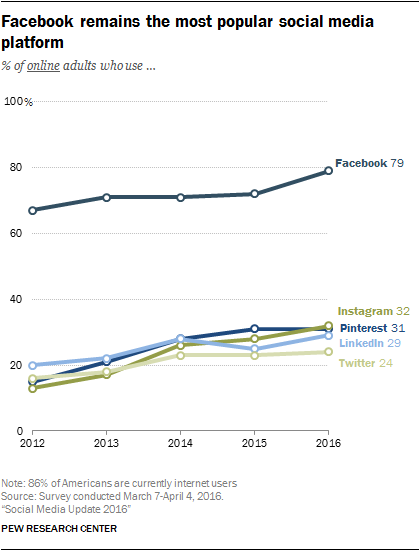 Facebook remains the most popular social media
platform
% of online adults who use ...
100%
80
60
40
20
0
Facebook 79
Instagram 32
Pinterest 31
LinkedIn 29
Twitter 24
2012 2013 2014 2015 2016
Note: 86% of Americans are currently internet users
Source: Survey conducted March 7-April 4, 2016.
“Social Media Update 2016”
PEW RESEARCH CENTER